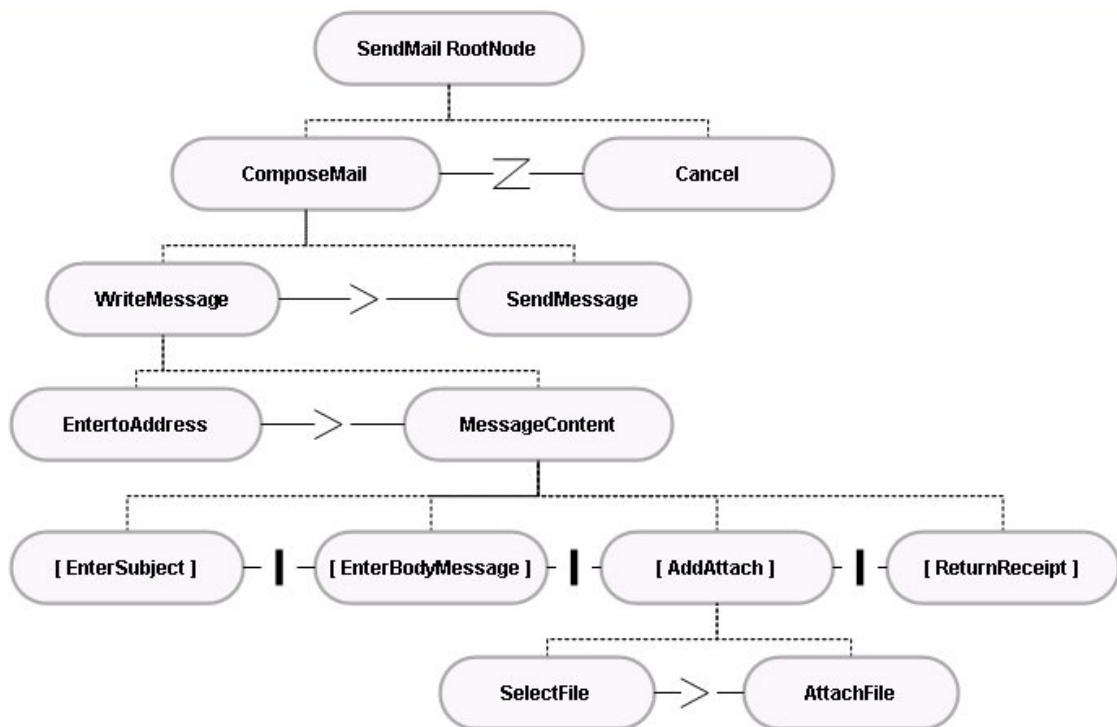 SendMail RootNode
ComposeMail
Cancel
WriteMessage
SendMessage
EntertoAddress
MessageContent
[ EnterSubject ]
[ EnterBodyMessage ]
[ AddAttach ]
[ ReturnReceipt ]
SelectFile
AttachFile